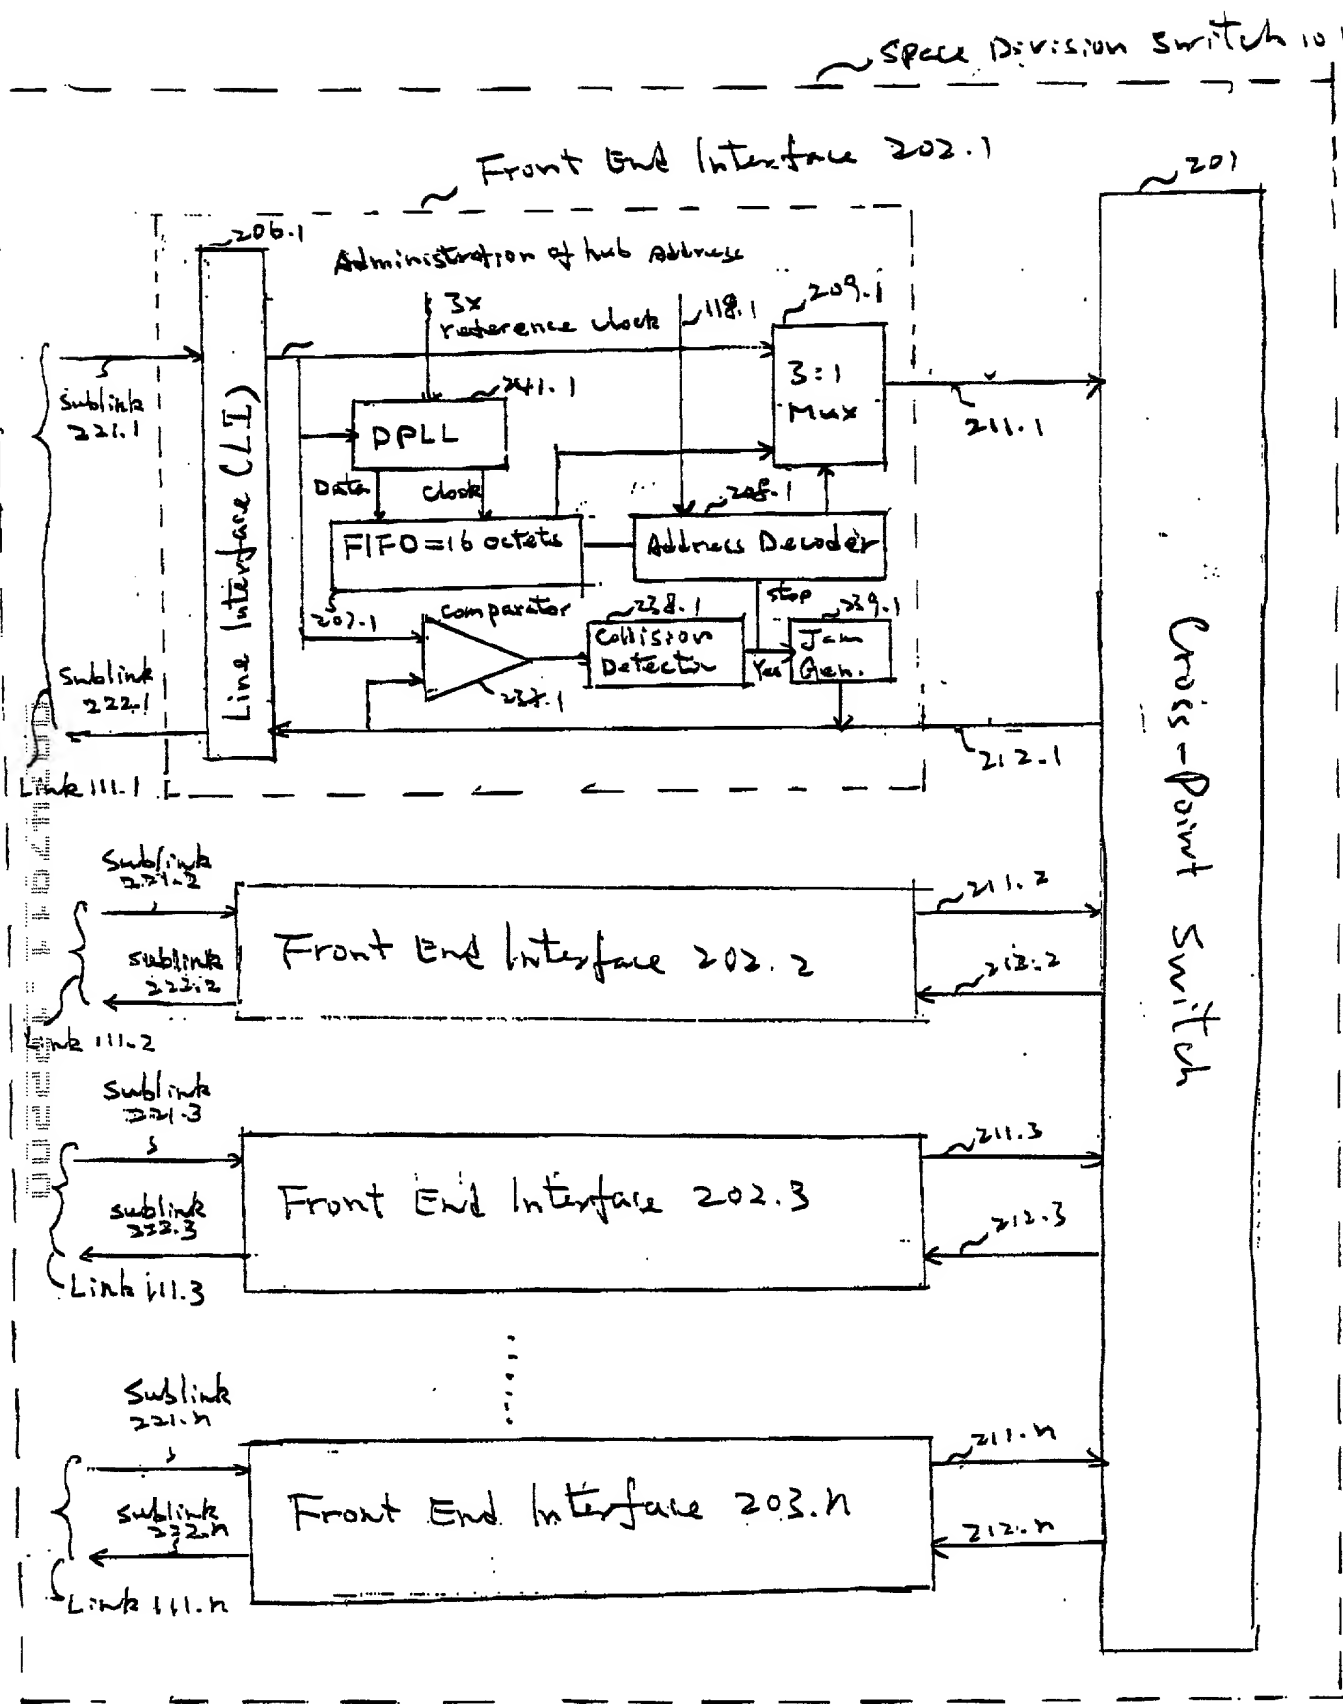 Space Division Switch 101
Front End Interface 202.1
201
206.1
Administration of hub Address
3x
reference clock
118.1
209.1
3:1
Mux
211.1
Sublink
221.1
Line Interface (LI)
241.1
DPLL
Data
Clock
208.1
FIFO=16 octets
Address Decoder
207.1
comparator
238.1
Stop
239.1
Collision
Detector
Yes
Jam
Gen.
237.1
Sublink
222.1
212.1
Link 111.1
Cross-Point Switch
Sublink
221.2
211.2
Front End Interface 202.2
Sublink
222.2
212.2
Link 111.2
Sublink
221.3
211.3
Front End Interface 202.3
Sublink
222.3
212.3
Link 111.3
Sublink
221.n
211.n
Front End Interface 203.n
Sublink
222.n
212.n
Link 111.n